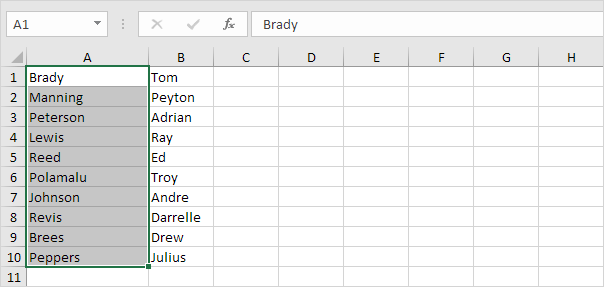 A1 fx Brady
A B C D E F G H
1 Brady Tom
2 Manning Peyton
3 Peterson Adrian
4 Lewis Ray
5 Reed Ed
6 Polamalu Troy
7 Johnson Andre
8 Revis Darrelle
9 Brees Drew
10 Peppers Julius
11